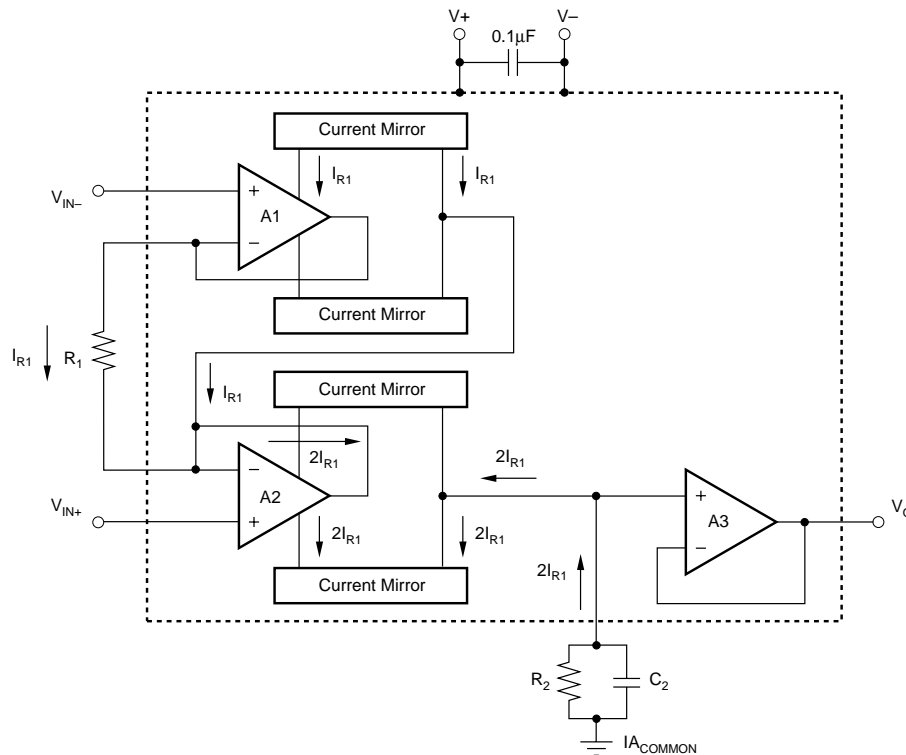 V+
V–
0.1µF
Current Mirror
I_R1
I_R1
V_IN–
+
A1
–
Current Mirror
I_R1
R_1
I_R1
Current Mirror
2I_R1
2I_R1
–
A2
+
V_IN+
+
A3
–
V_O
2I_R1
2I_R1
2I_R1
Current Mirror
R_2
C_2
IA_COMMON